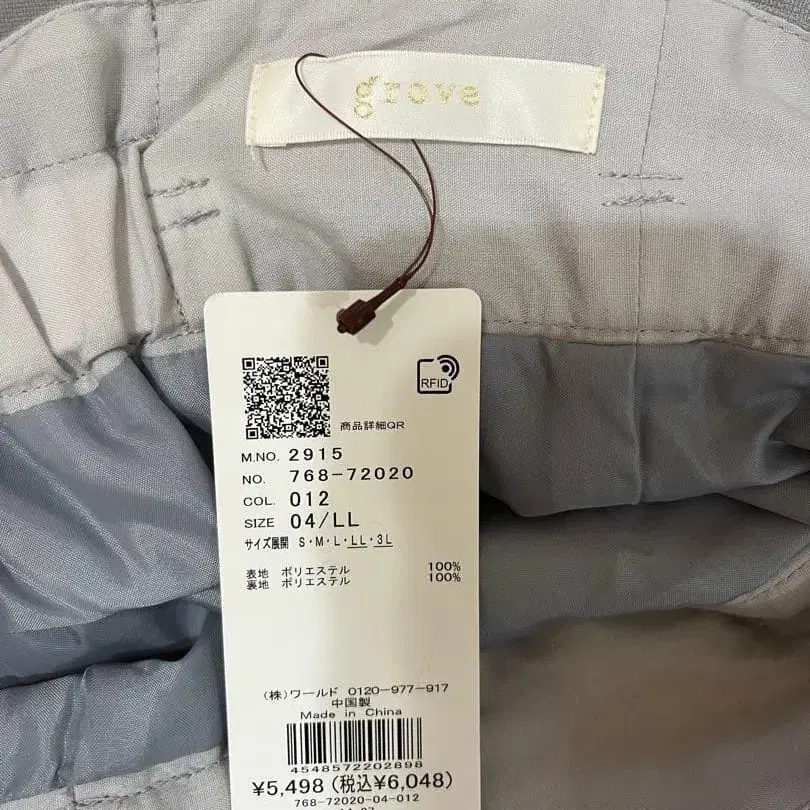 grove
RFID
商品詳細QR
M.NO. 2915
NO. 768-72020
COL. 012
SIZE 04/LL
サイズ展開 S・M・L・LL・3L
表地 ポリエステル 100%
裏地 ポリエステル 100%
(株)ワールド 0120-977-917
中国製
Made in China
4548572202898
¥5,498 (税込¥6,048)
768-72020-04-012